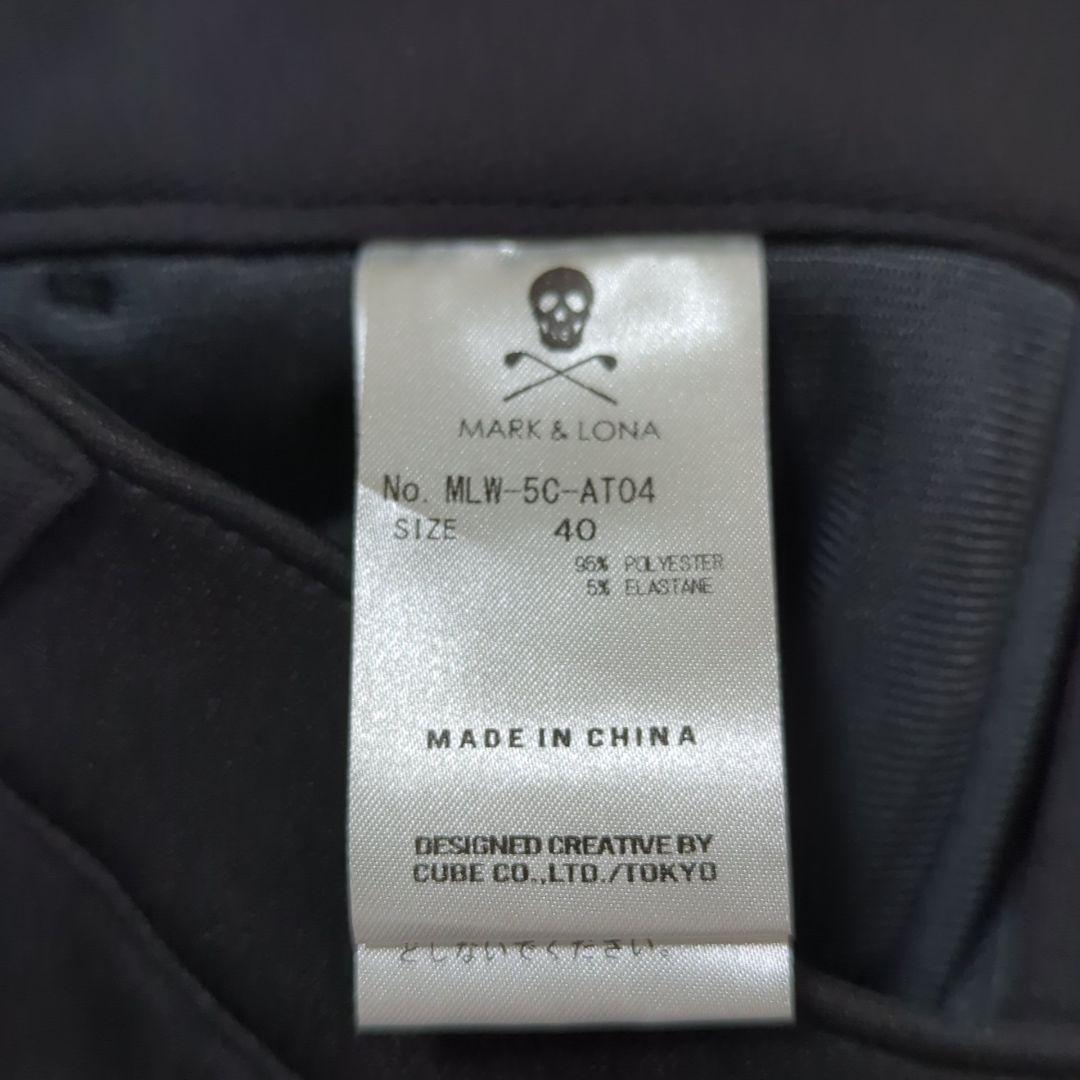 MARK & LONA
No. MLW-5C-AT04
SIZE 40
95% POLYESTER
5% ELASTANE
MADE IN CHINA
DESIGNED CREATIVE BY
CUBE CO.,LTD./TOKYO
としないでください。